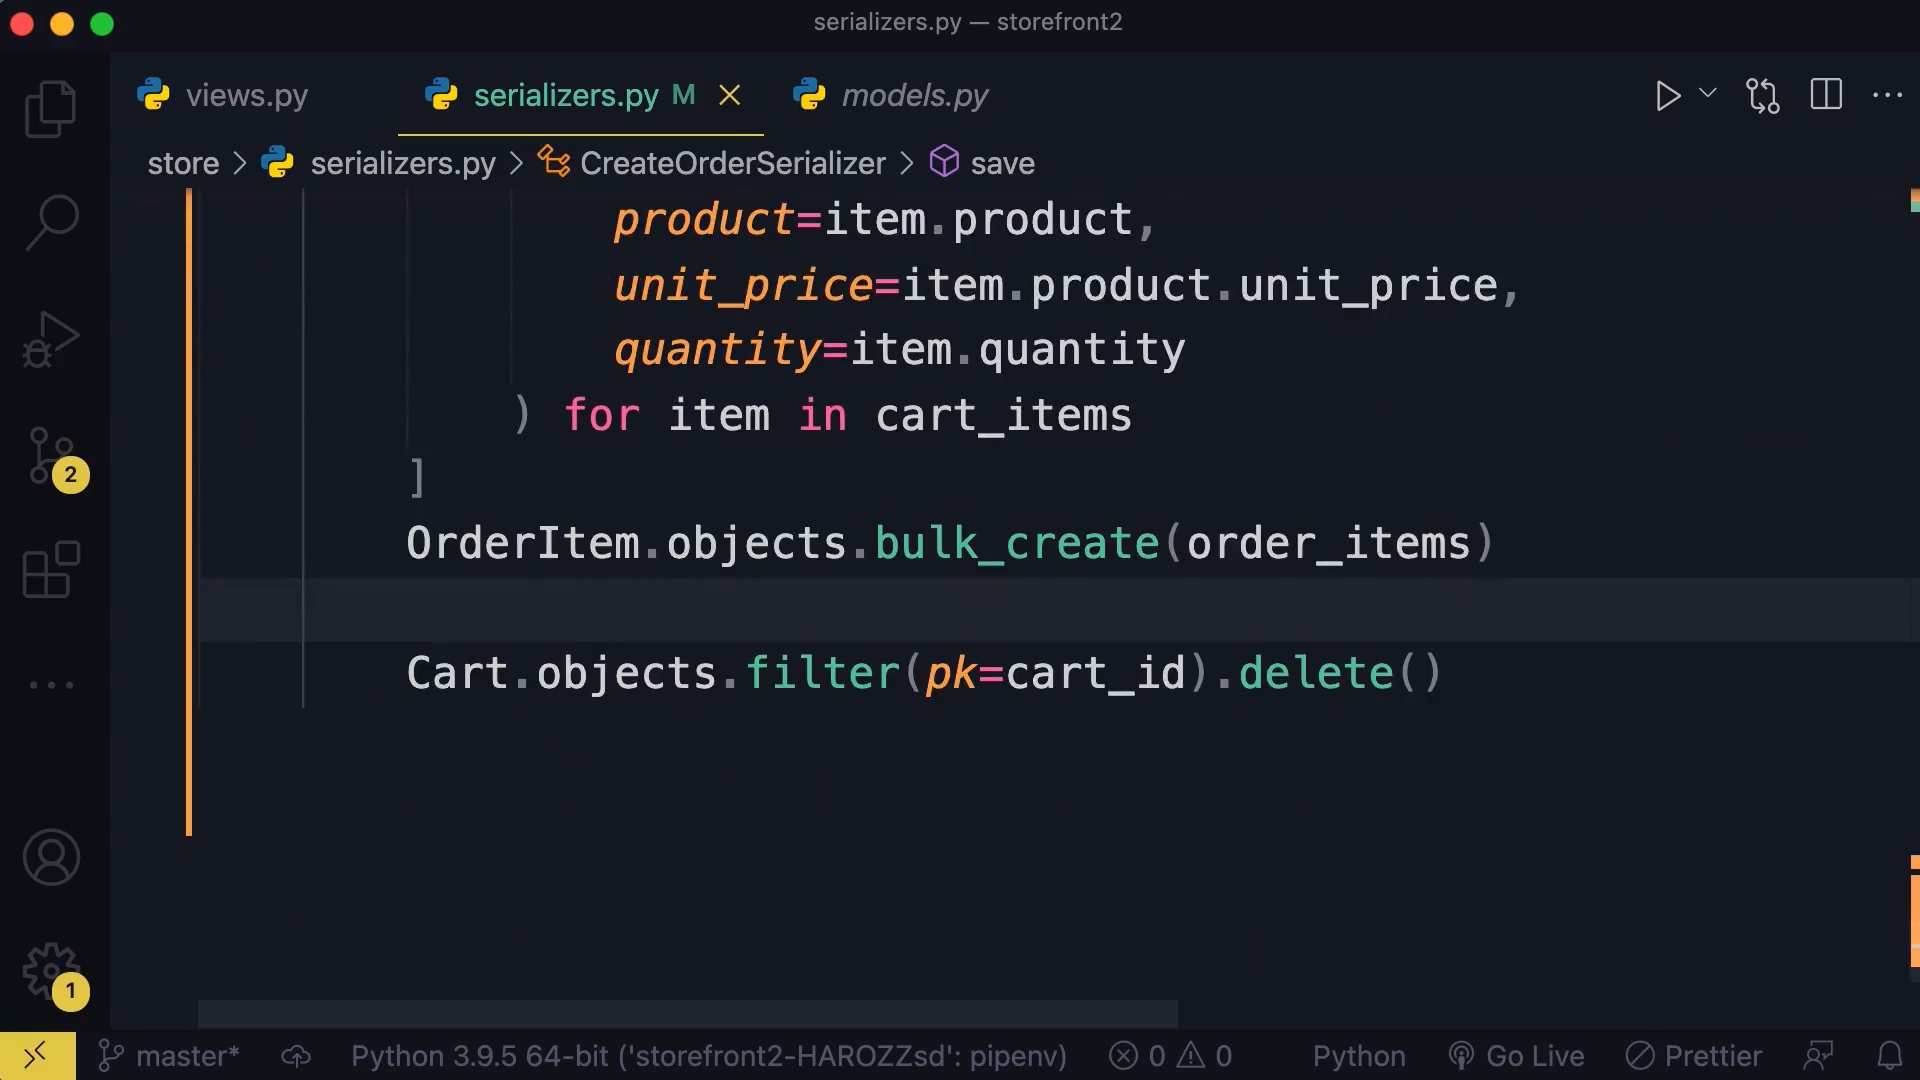 serializers.py — storefront2
views.py serializers.py M models.py
store > serializers.py > CreateOrderSerializer > save
product=item.product,
unit_price=item.product.unit_price,
quantity=item.quantity
) for item in cart_items
]
OrderItem.objects.bulk_create(order_items)
Cart.objects.filter(pk=cart_id).delete()
2
1
master* Python 3.9.5 64-bit ('storefront2-HAROZZsd': pipenv) 0 0 Python Go Live Prettier